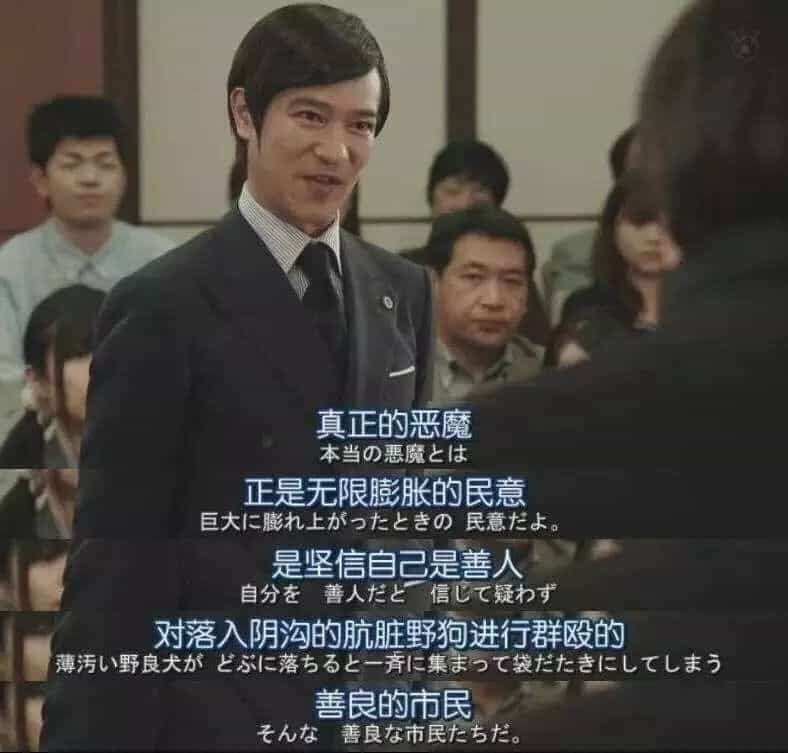 真正的恶魔
本当の悪魔とは
正是无限膨胀的民意
巨大に膨れ上がったときの 民意だよ。
是坚信自己是善人
自分を 善人だと 信じて疑わず
对落入阴沟的肮脏野狗进行群殴的
薄汚い野良犬が どぶに落ちると一斉に集まって袋だたきにしてしまう
善良的市民
そんな 善良な市民たちだ。